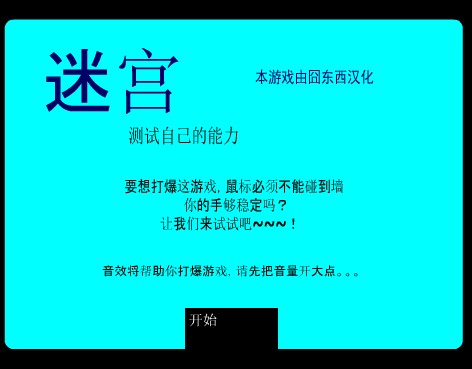 迷宫
本游戏由囧东西汉化
测试自己的能力
要想打爆这游戏, 鼠标必须不能碰到墙
你的手够稳定吗？
让我们来试试吧~~~！
音效将帮助你打爆游戏, 请先把音量开大点。。。
开始